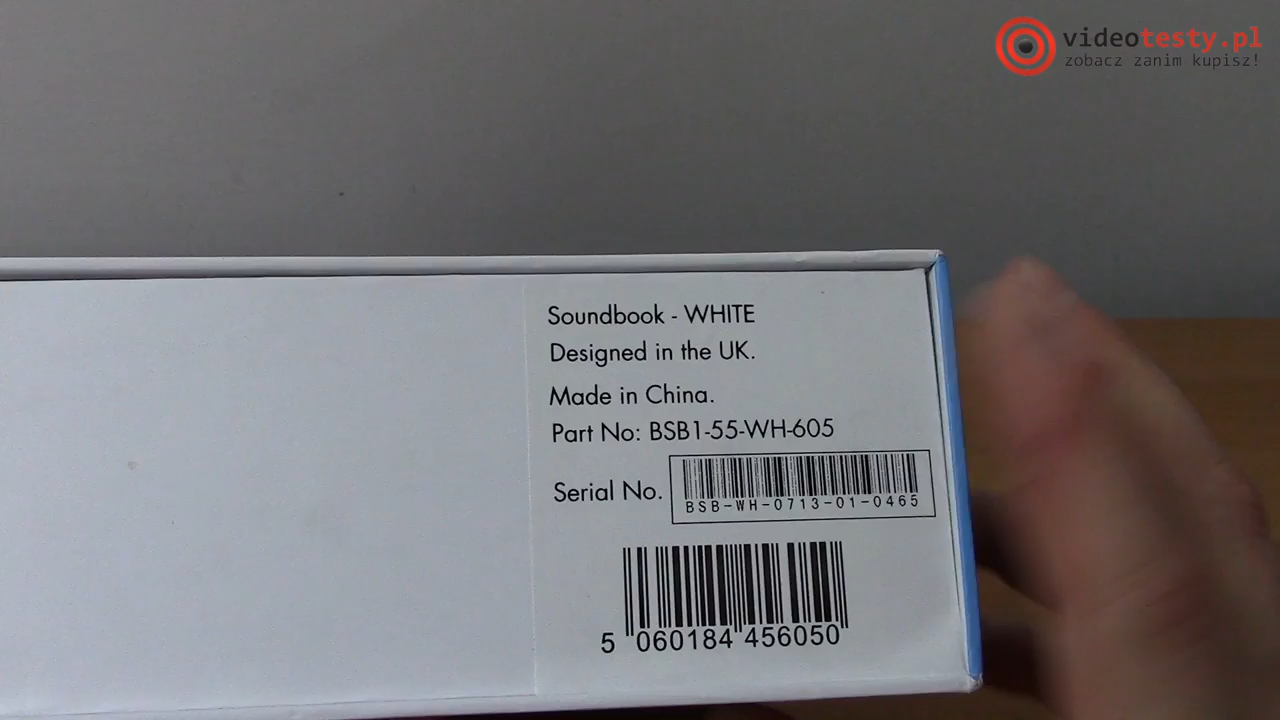 videotesty.pl
zobacz zanim kupisz!
Soundbook - WHITE
Designed in the UK.
Made in China.
Part No: BSB1-55-WH-605
Serial No.
BSB-WH-0713-01-0465
5 060184 456050